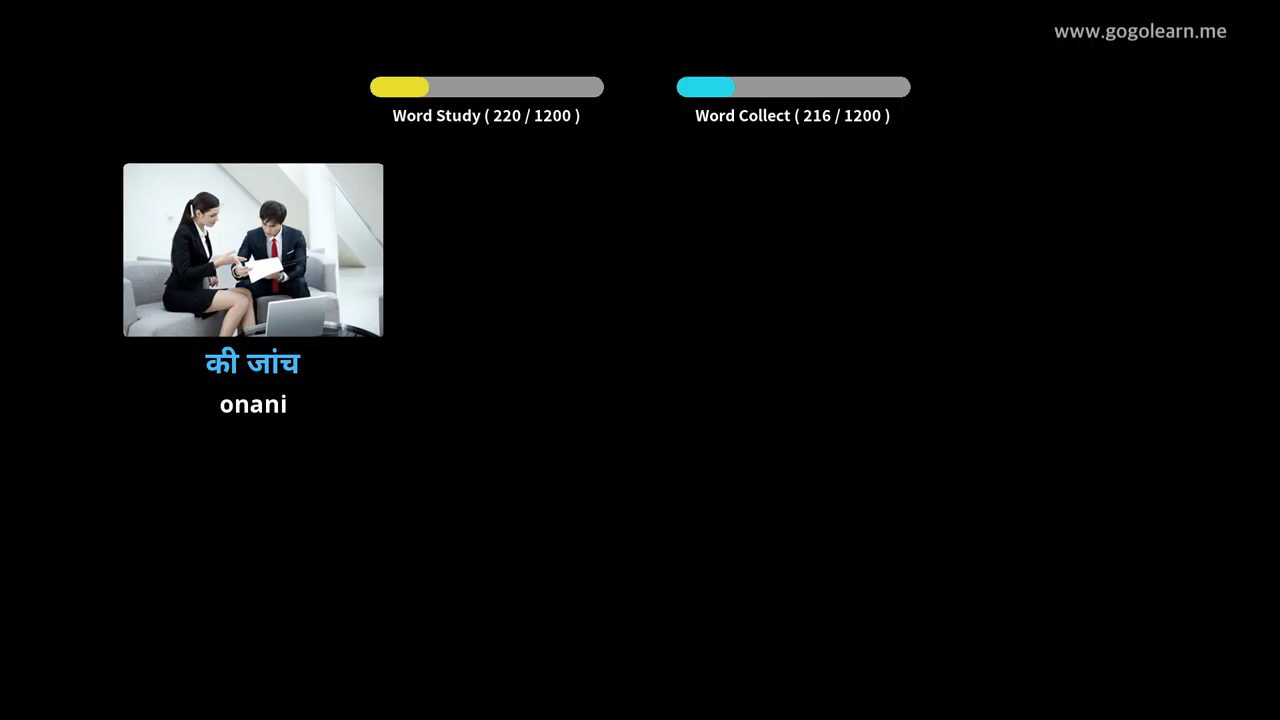 www.gogolearn.me
Word Study ( 220 / 1200 )
Word Collect ( 216 / 1200 )
की जांच
onani